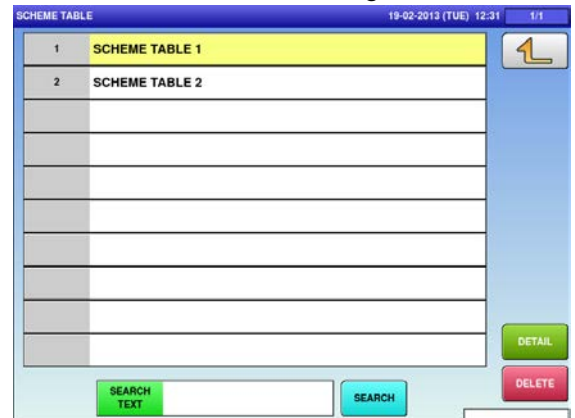 SCHEME TABLE 19-02-2013 (TUE) 12:31 1/1
1 SCHEME TABLE 1
2 SCHEME TABLE 2
DETAIL
DELETE
SEARCH
TEXT
SEARCH